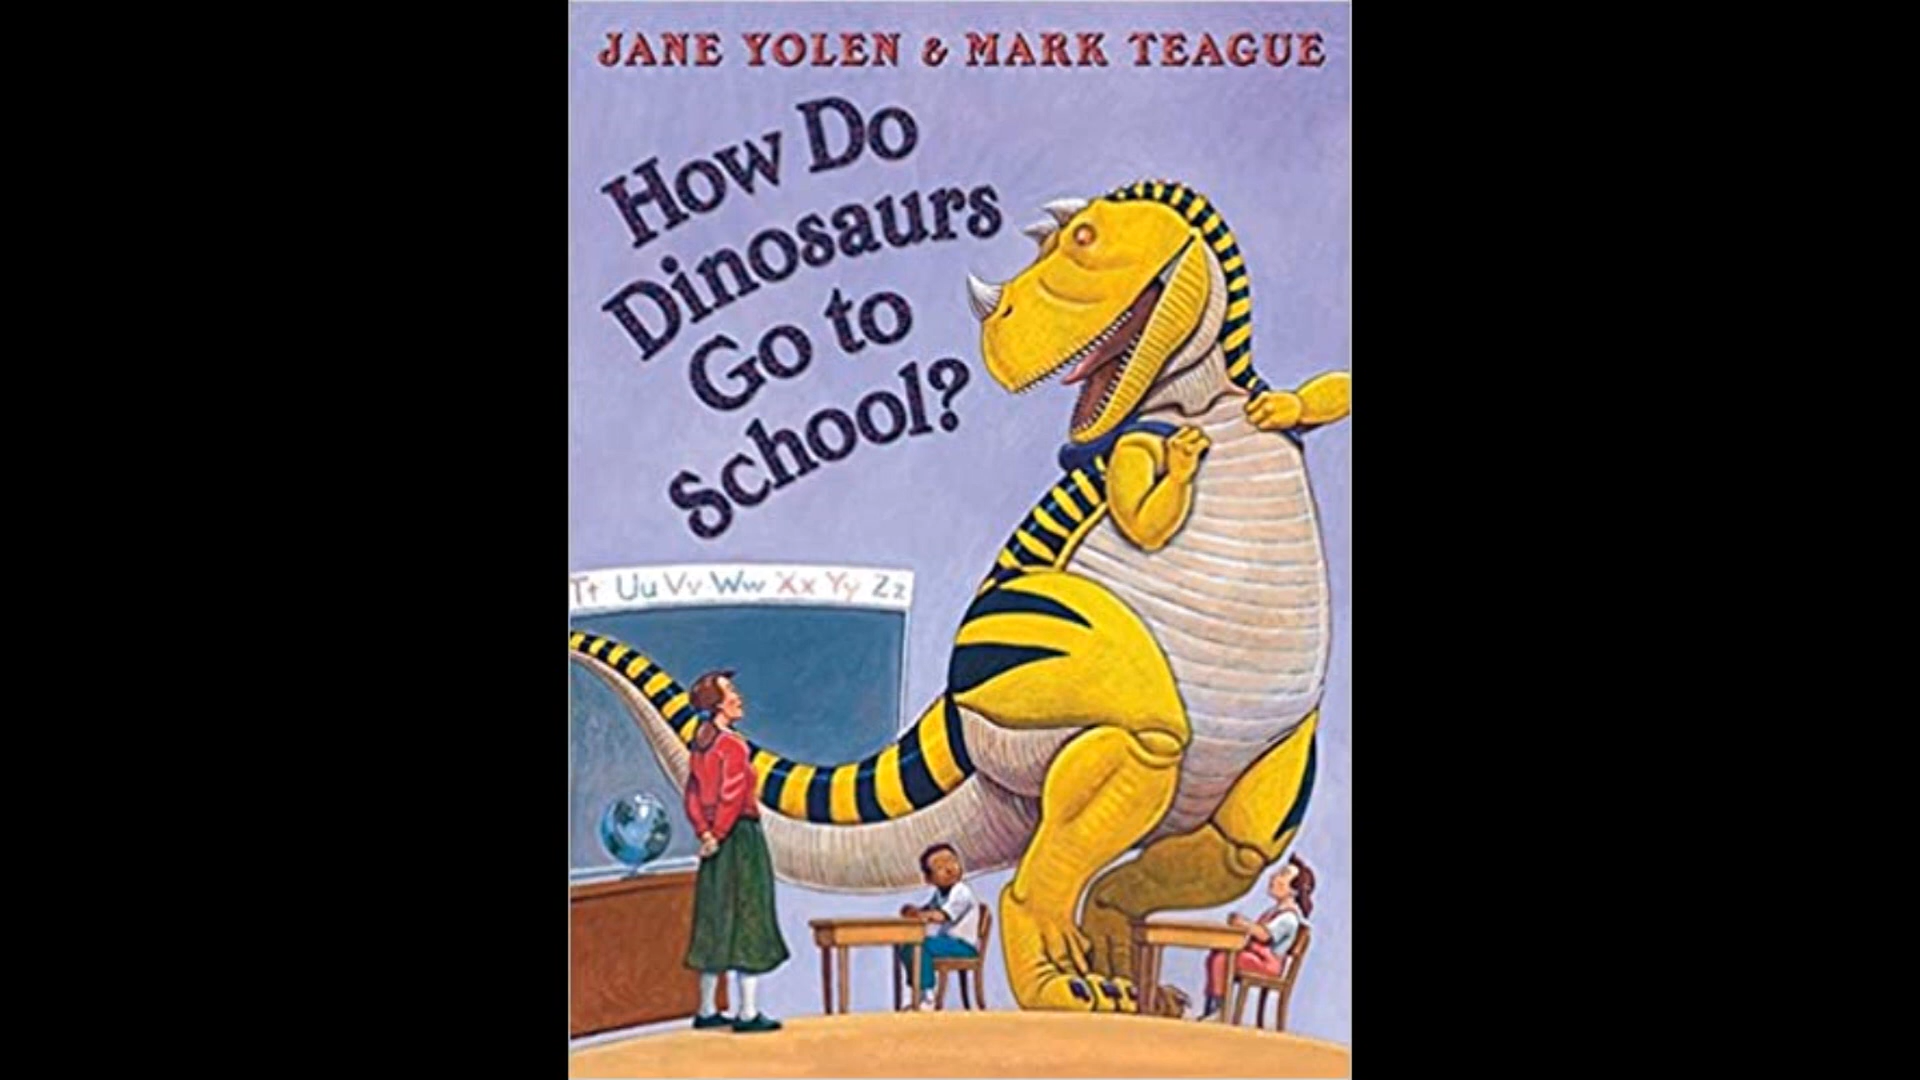 JANE YOLEN & MARK TEAGUE
How Do
Dinosaurs
Go to
School?
Tt Uu Vv Ww Xx Yy Zz